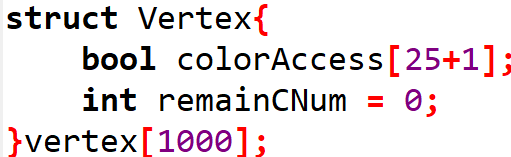 struct Vertex{
    bool colorAccess[25+1];
    int remainCNum = 0;
}vertex[1000];